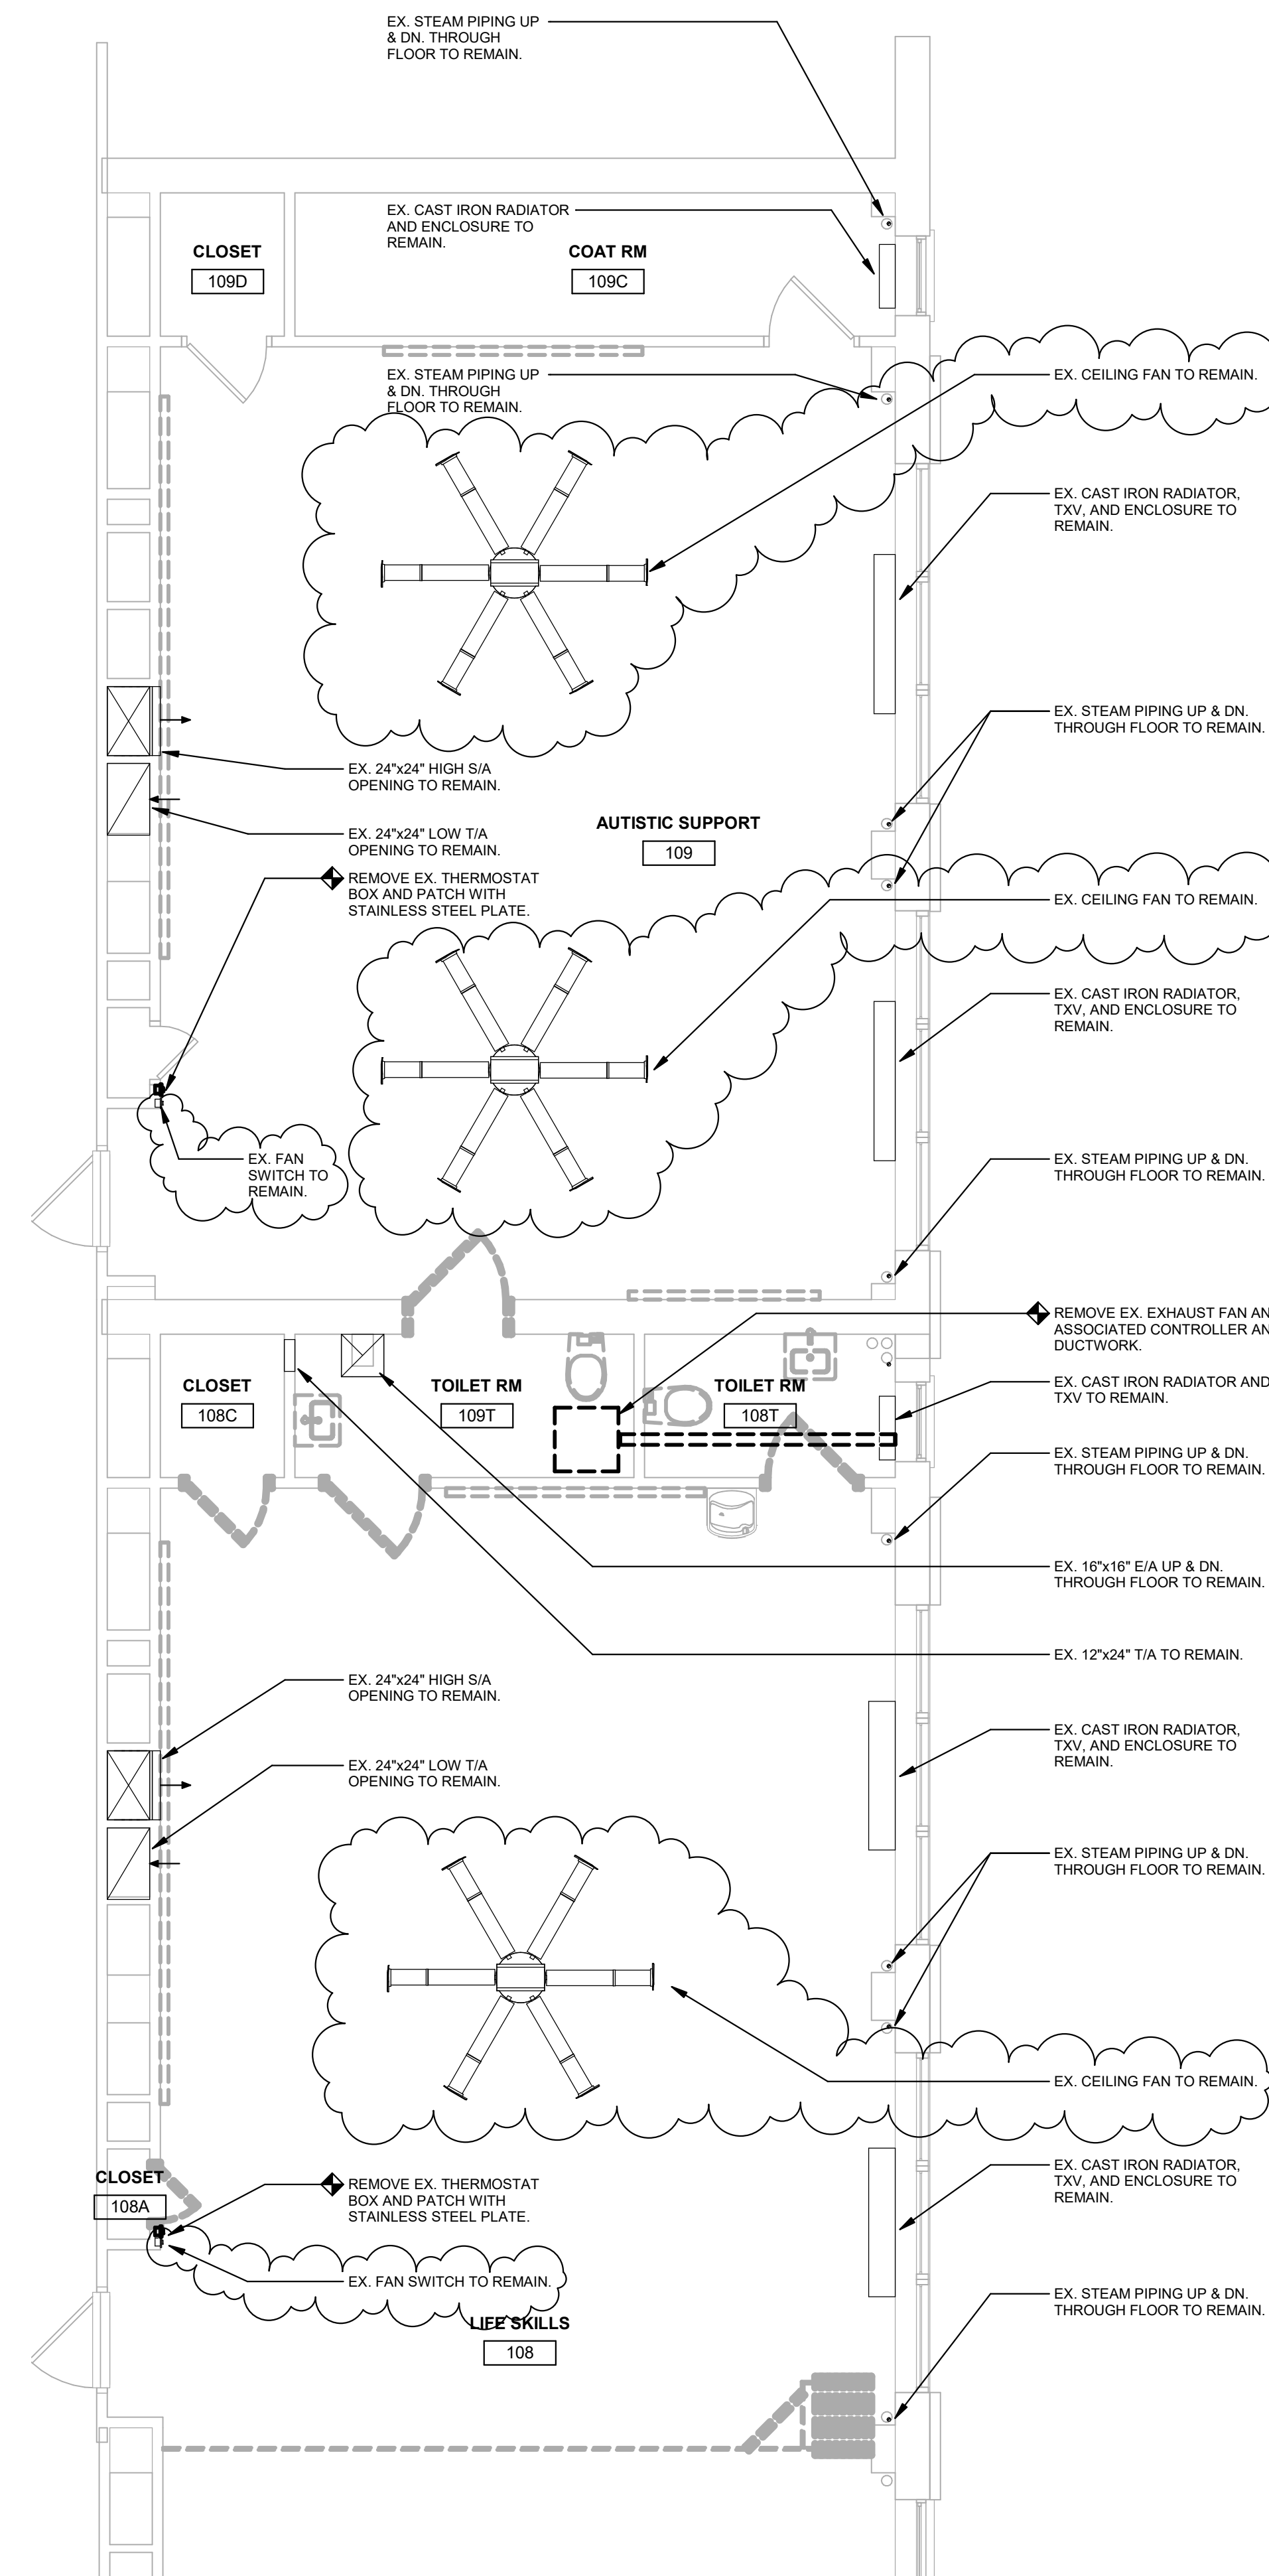 EX. STEAM PIPING UP
& DN. THROUGH
FLOOR TO REMAIN.
EX. CAST IRON RADIATOR
AND ENCLOSURE TO
REMAIN.
CLOSET
109D
COAT RM
109C
EX. STEAM PIPING UP
& DN. THROUGH
FLOOR TO REMAIN.
EX. CEILING FAN TO REMAIN.
EX. CAST IRON RADIATOR,
TXV, AND ENCLOSURE TO
REMAIN.
EX. STEAM PIPING UP & DN.
THROUGH FLOOR TO REMAIN.
EX. 24"x24" HIGH S/A
OPENING TO REMAIN.
EX. 24"x24" LOW T/A
OPENING TO REMAIN.
AUTISTIC SUPPORT
109
REMOVE EX. THERMOSTAT
BOX AND PATCH WITH
STAINLESS STEEL PLATE.
EX. CEILING FAN TO REMAIN.
EX. CAST IRON RADIATOR,
TXV, AND ENCLOSURE TO
REMAIN.
EX. FAN
SWITCH TO
REMAIN.
EX. STEAM PIPING UP & DN.
THROUGH FLOOR TO REMAIN.
REMOVE EX. EXHAUST FAN AN
ASSOCIATED CONTROLLER AN
DUCTWORK.
CLOSET
108C
TOILET RM
109T
TOILET RM
108T
EX. CAST IRON RADIATOR AND
TXV TO REMAIN.
EX. STEAM PIPING UP & DN.
THROUGH FLOOR TO REMAIN.
EX. 16"x16" E/A UP & DN.
THROUGH FLOOR TO REMAIN.
EX. 12"x24" T/A TO REMAIN.
EX. 24"x24" HIGH S/A
OPENING TO REMAIN.
EX. CAST IRON RADIATOR,
TXV, AND ENCLOSURE TO
REMAIN.
EX. 24"x24" LOW T/A
OPENING TO REMAIN.
EX. STEAM PIPING UP & DN.
THROUGH FLOOR TO REMAIN.
EX. CEILING FAN TO REMAIN.
CLOSET
108A
REMOVE EX. THERMOSTAT
BOX AND PATCH WITH
STAINLESS STEEL PLATE.
EX. CAST IRON RADIATOR,
TXV, AND ENCLOSURE TO
REMAIN.
EX. FAN SWITCH TO REMAIN.
EX. STEAM PIPING UP & DN.
THROUGH FLOOR TO REMAIN.
LIFE SKILLS
108